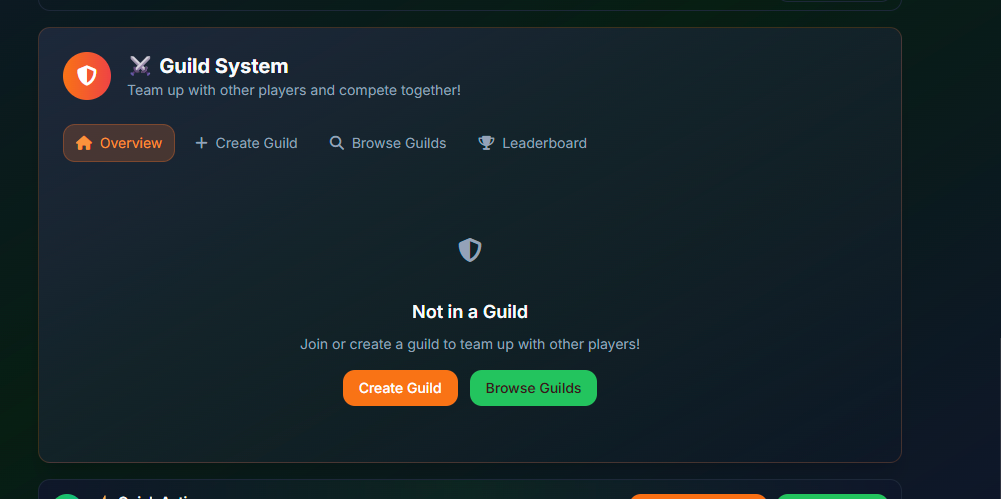 Guild System
Team up with other players and compete together!
Overview
Create Guild
Browse Guilds
Leaderboard
Not in a Guild
Join or create a guild to team up with other players!
Create Guild
Browse Guilds